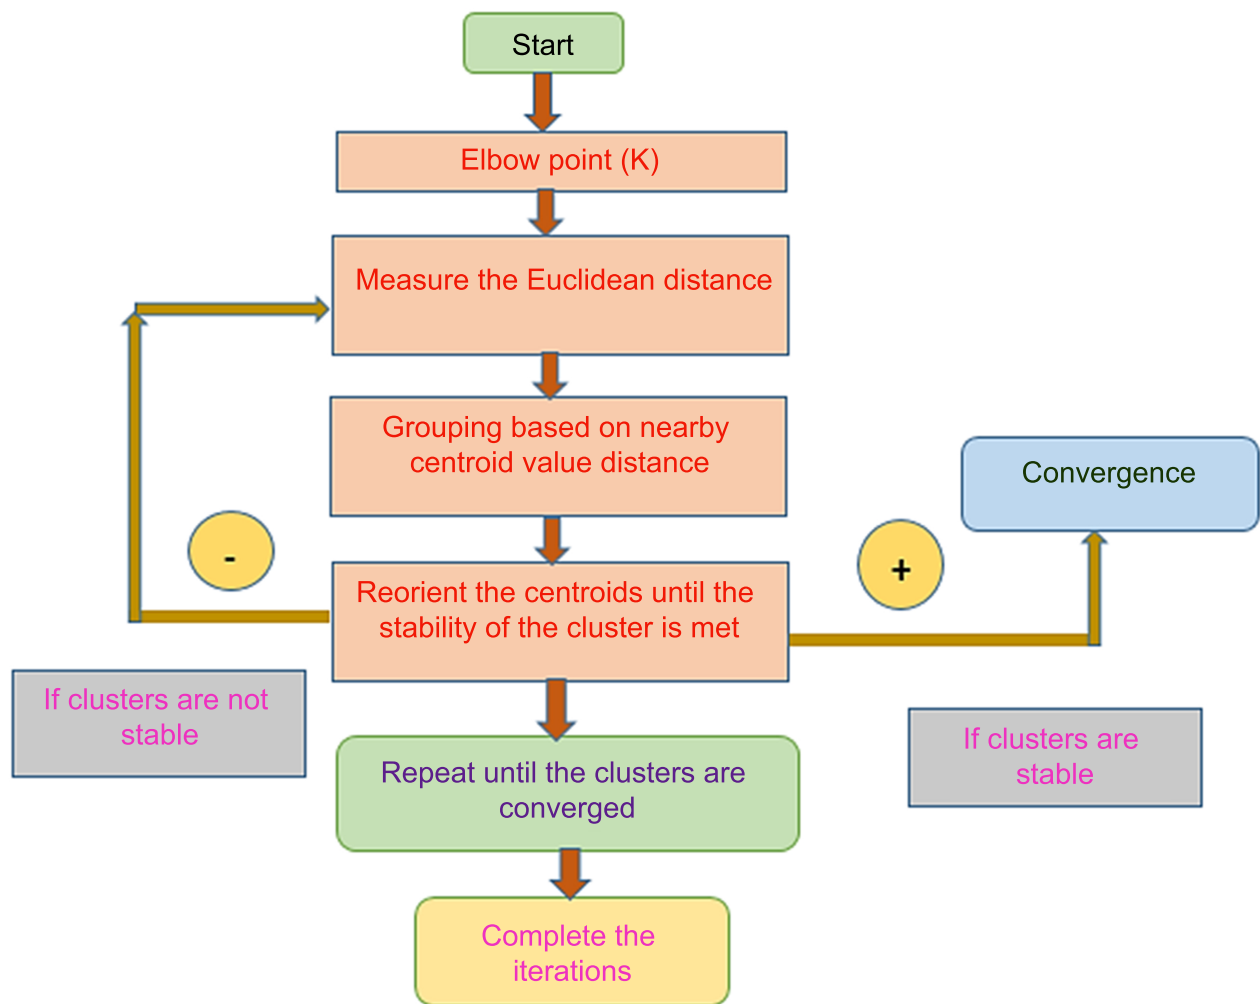 Start
Elbow point (K)
Measure the Euclidean distance
Grouping based on nearby
centroid value distance
Convergence
-
+
Reorient the centroids until the
stability of the cluster is met
If clusters are not
stable
If clusters are
stable
Repeat until the clusters are
converged
Complete the
iterations